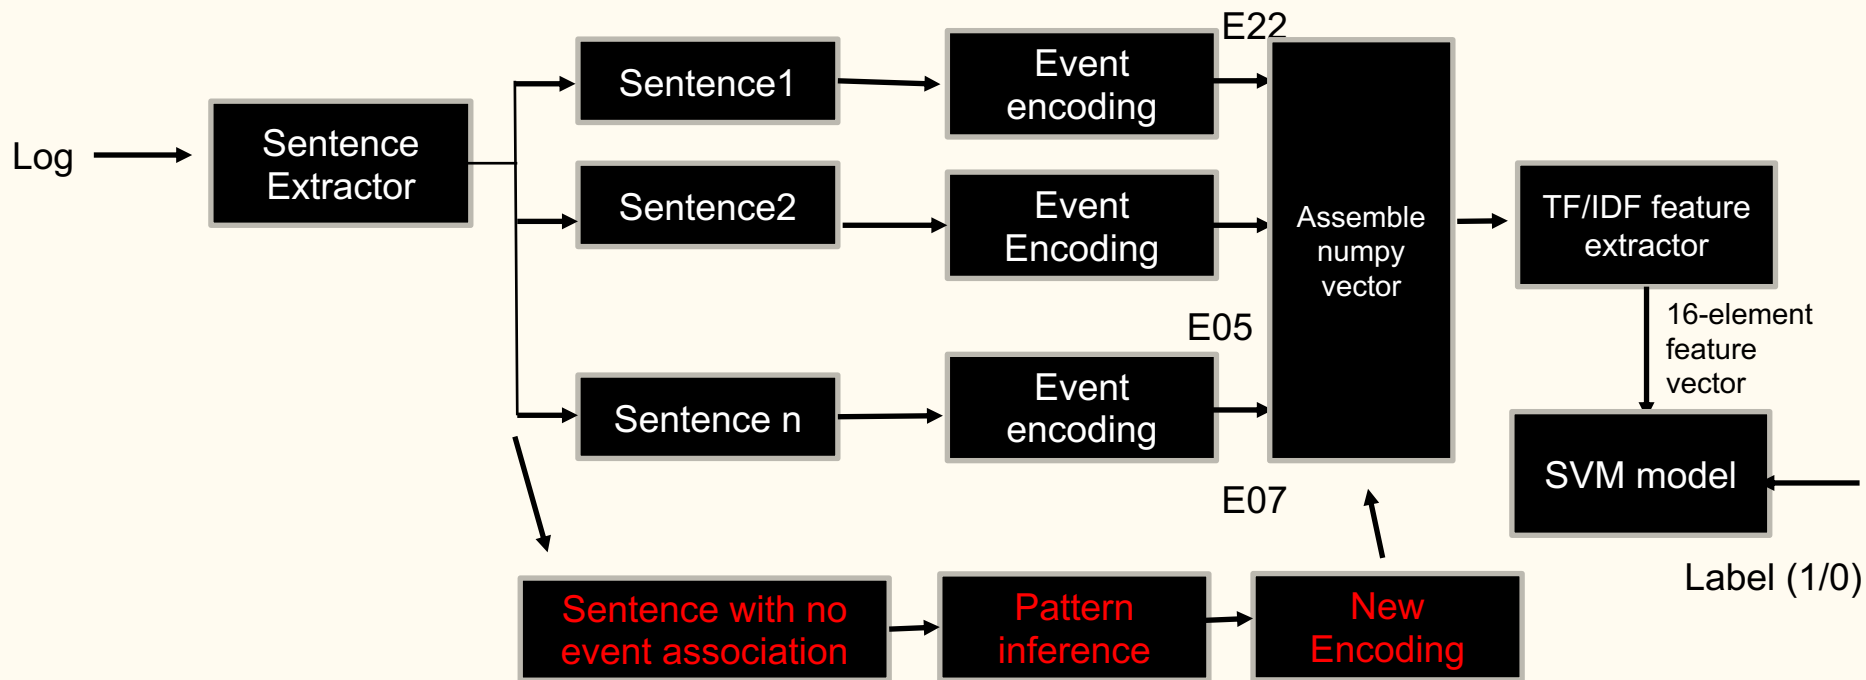 Log
Sentence
Extractor
Sentence1
Event
encoding
E22
Sentence2
Event
Encoding
E05
Sentence n
Event
encoding
E07
Assemble
numpy
vector
TF/IDF feature
extractor
16-element
feature
vector
SVM model
Label (1/0)
Sentence with no
event association
Pattern
inference
New
Encoding